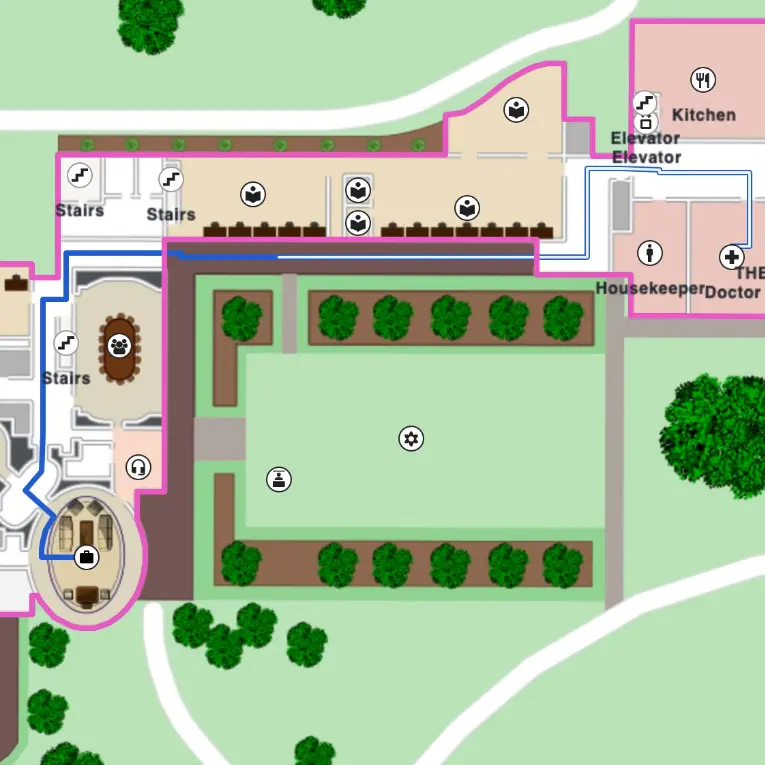 Kitchen
Elevator
Elevator
Stairs
Stairs
THE
Housekeeper
Doctor
Stairs